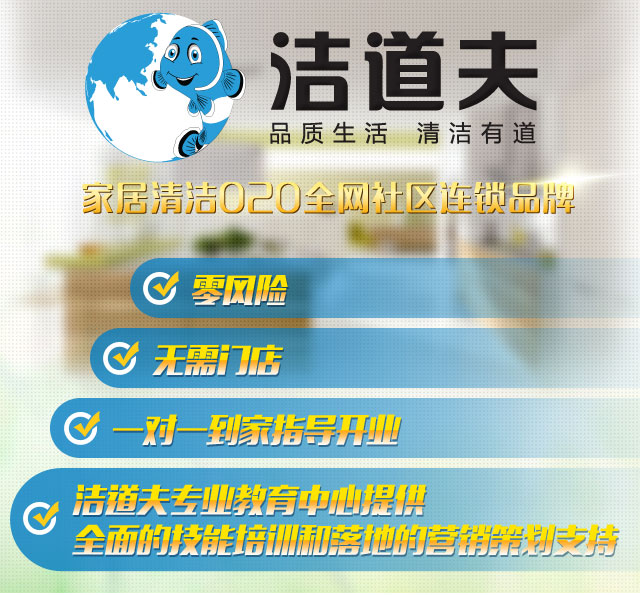 洁道夫
品质生活 清洁有道
家居清洁O2O全网社区连锁品牌
零风险
无需门店
一对一到家指导开业
洁道夫专业教育中心提供
全面的技能培训和落地的营销策划支持